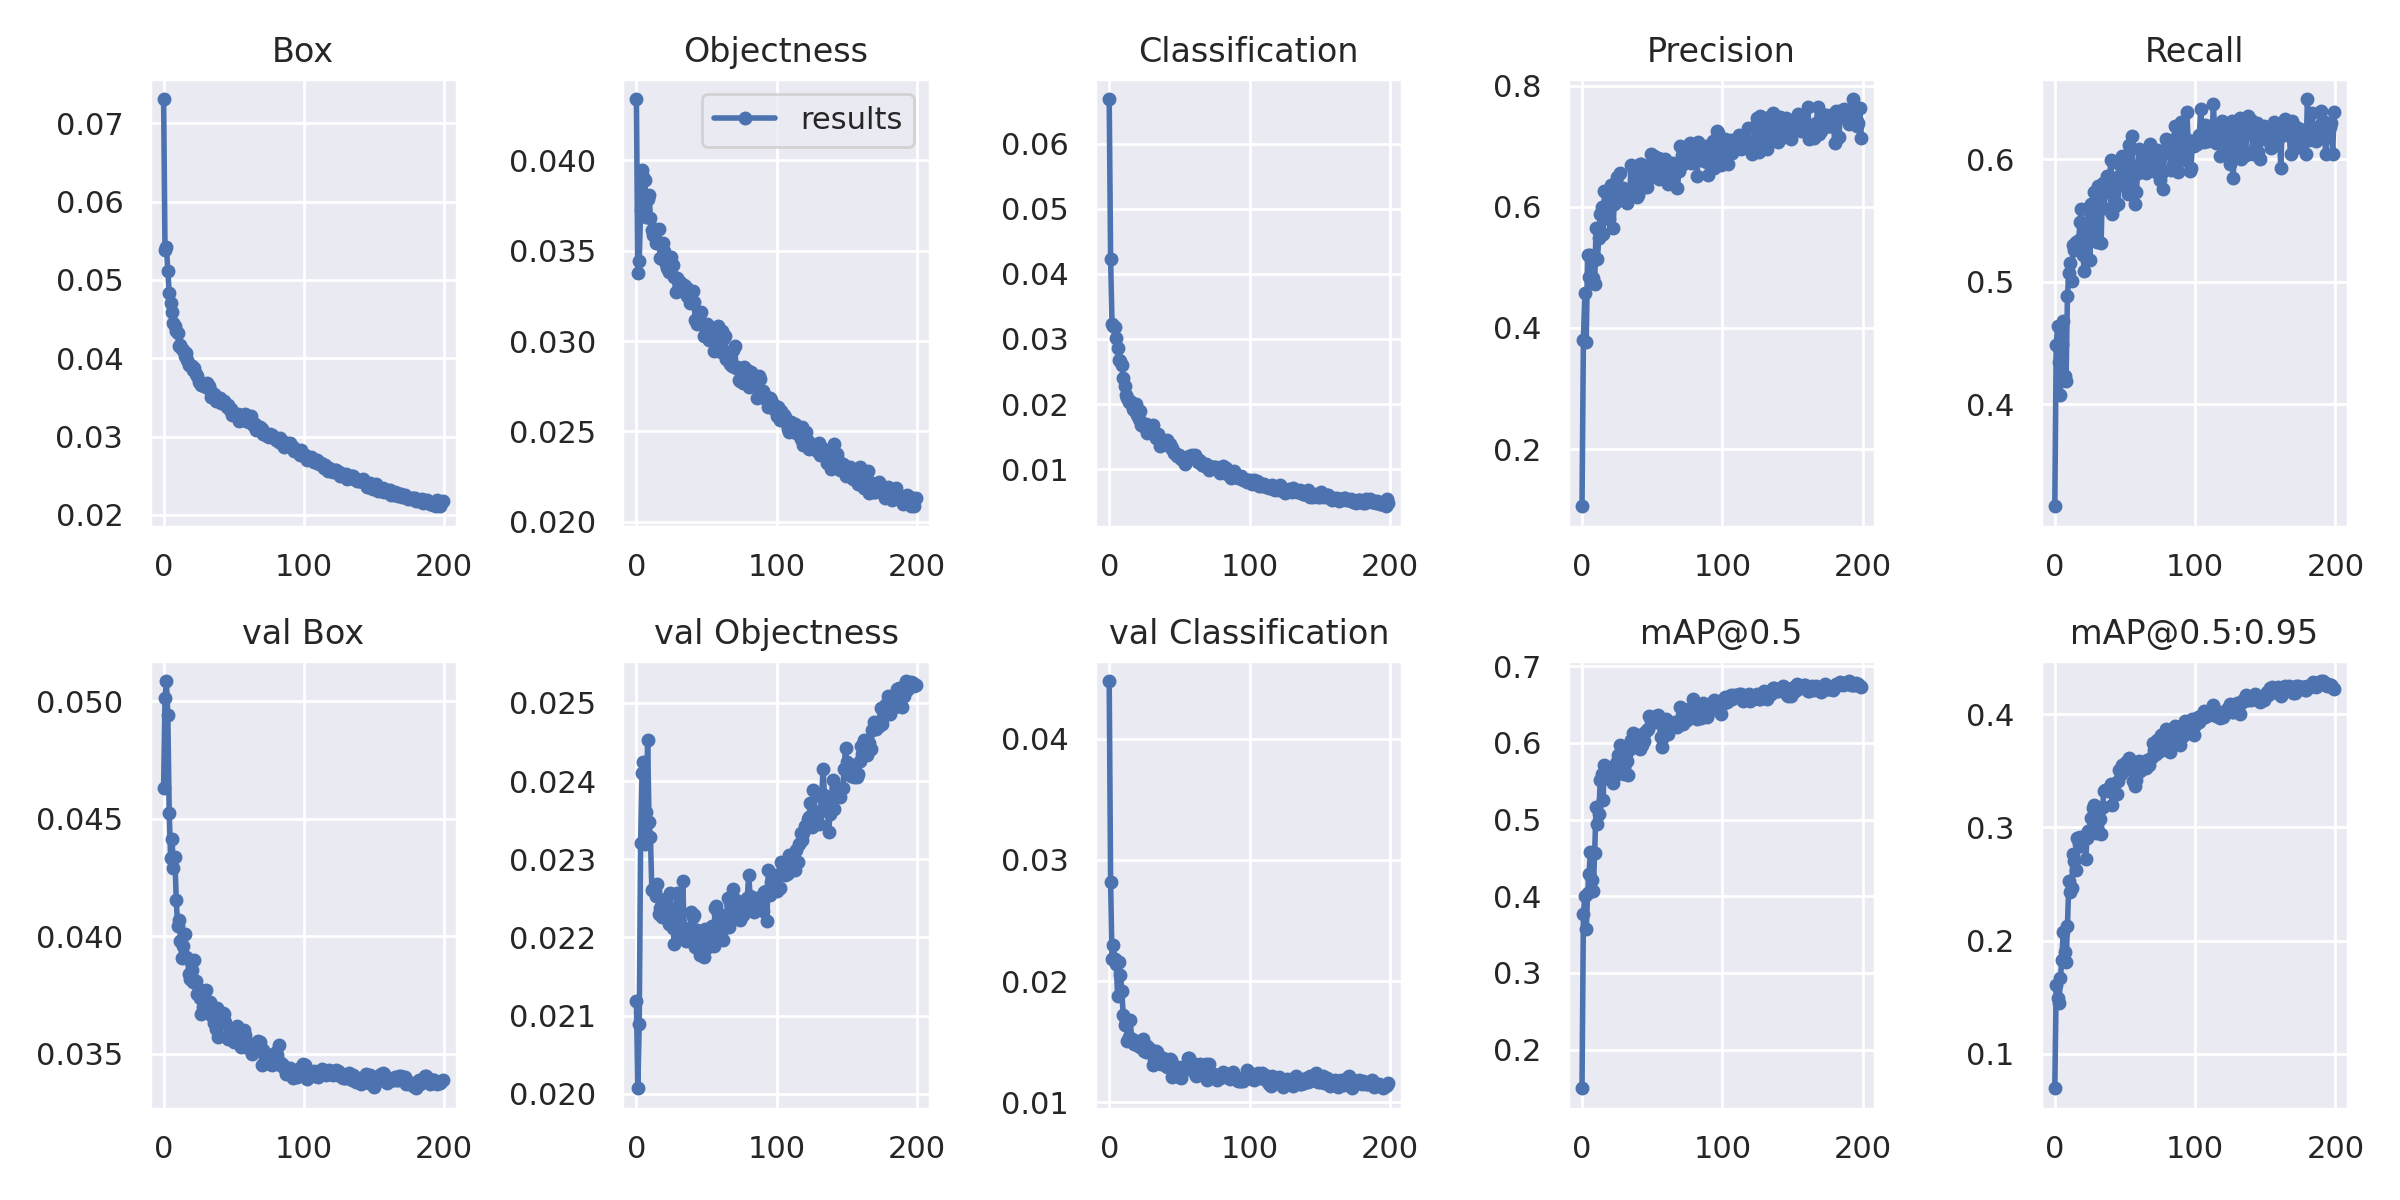 Box
0.07
0.06
0.05
0.04
0.03
0.02
0 100 200
Objectness
results
0.040
0.035
0.030
0.025
0.020
0 100 200
Classification
0.06
0.05
0.04
0.03
0.02
0.01
0 100 200
Precision
0.8
0.6
0.4
0.2
0 100 200
Recall
0.6
0.5
0.4
0 100 200
val Box
0.050
0.045
0.040
0.035
0 100 200
val Objectness
0.025
0.024
0.023
0.022
0.021
0.020
0 100 200
val Classification
0.04
0.03
0.02
0.01
0 100 200
mAP@0.5
0.7
0.6
0.5
0.4
0.3
0.2
0 100 200
mAP@0.5:0.95
0.4
0.3
0.2
0.1
0 100 200